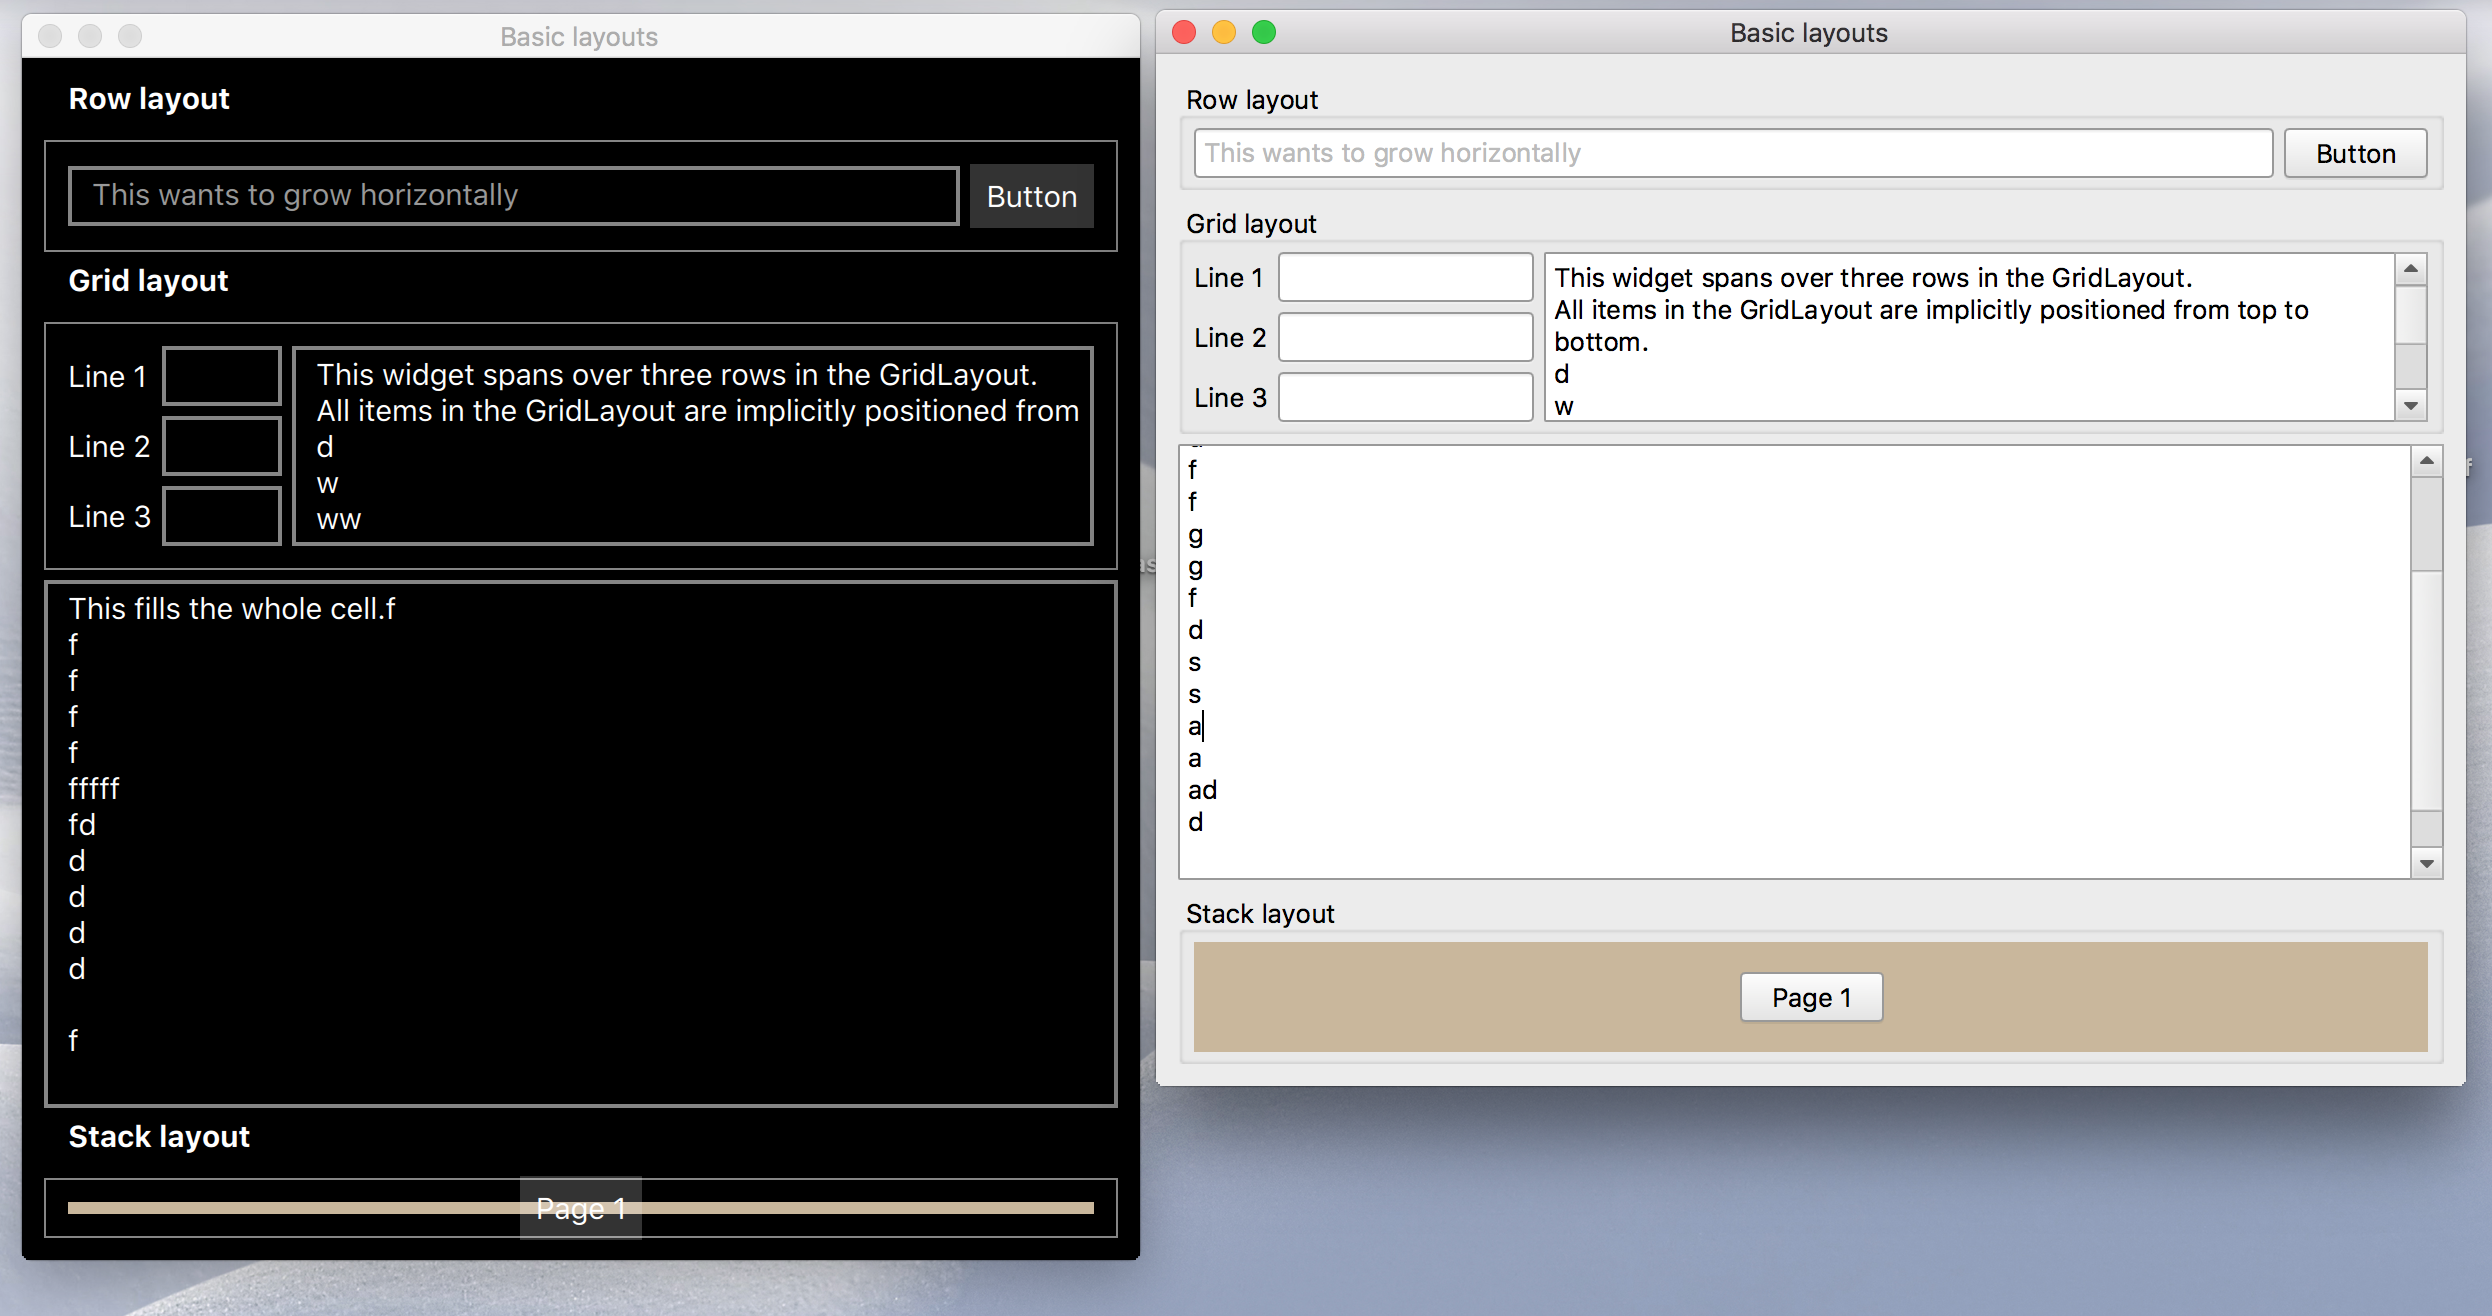 Basic layouts
Row layout
This wants to grow horizontally
Button
Grid layout
Line 1
Line 2
Line 3
This widget spans over three rows in the GridLayout.
All items in the GridLayout are implicitly positioned from
d
w
ww
This fills the whole cell.f
f
f
f
f
fffff
fd
d
d
d
d
f
Stack layout
Page 1
Basic layouts
Row layout
This wants to grow horizontally
Button
Grid layout
Line 1
Line 2
Line 3
This widget spans over three rows in the GridLayout.
All items in the GridLayout are implicitly positioned from top to
bottom.
d
w
f
f
g
g
f
d
s
s
a
a
ad
d
Stack layout
Page 1